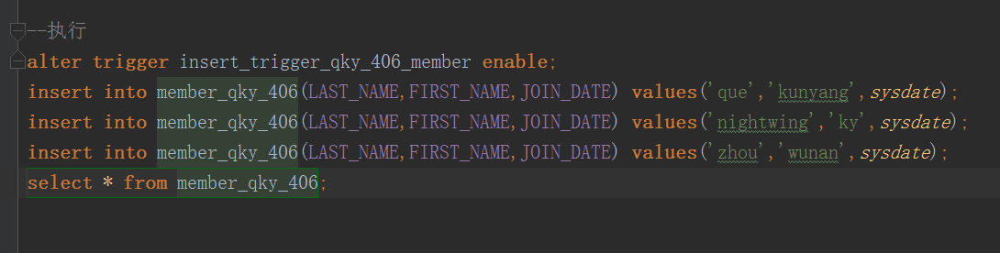 --执行
alter trigger insert_trigger_qky_406_member enable;
insert into member_qky_406(LAST_NAME,FIRST_NAME,JOIN_DATE) values('que','kunyang',sysdate);
insert into member_qky_406(LAST_NAME,FIRST_NAME,JOIN_DATE) values('nightwing','ky',sysdate);
insert into member_qky_406(LAST_NAME,FIRST_NAME,JOIN_DATE) values('zhou','wunan',sysdate);
select * from member_qky_406;